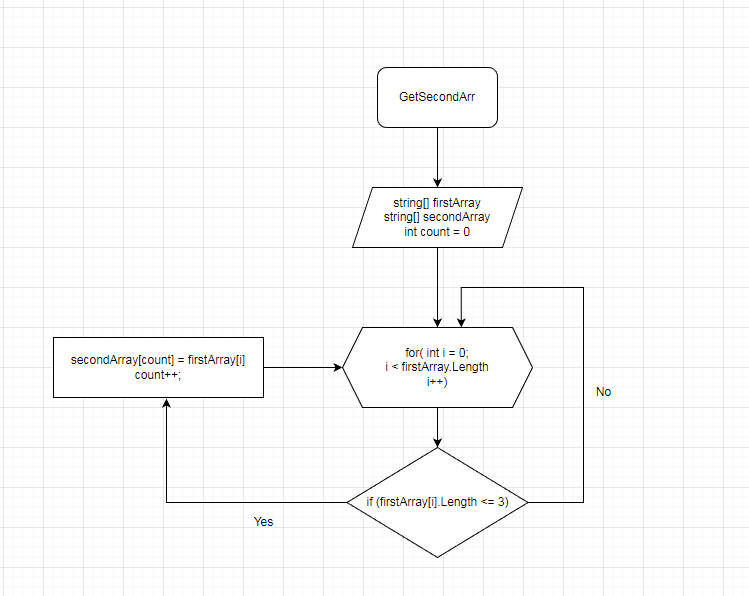 GetSecondArr
string[] firstArray
string[] secondArray
int count = 0
for( int i = 0;
i < firstArray.Length
i++)
secondArray[count] = firstArray[i]
count++;
No
if (firstArray[i].Length <= 3)
Yes